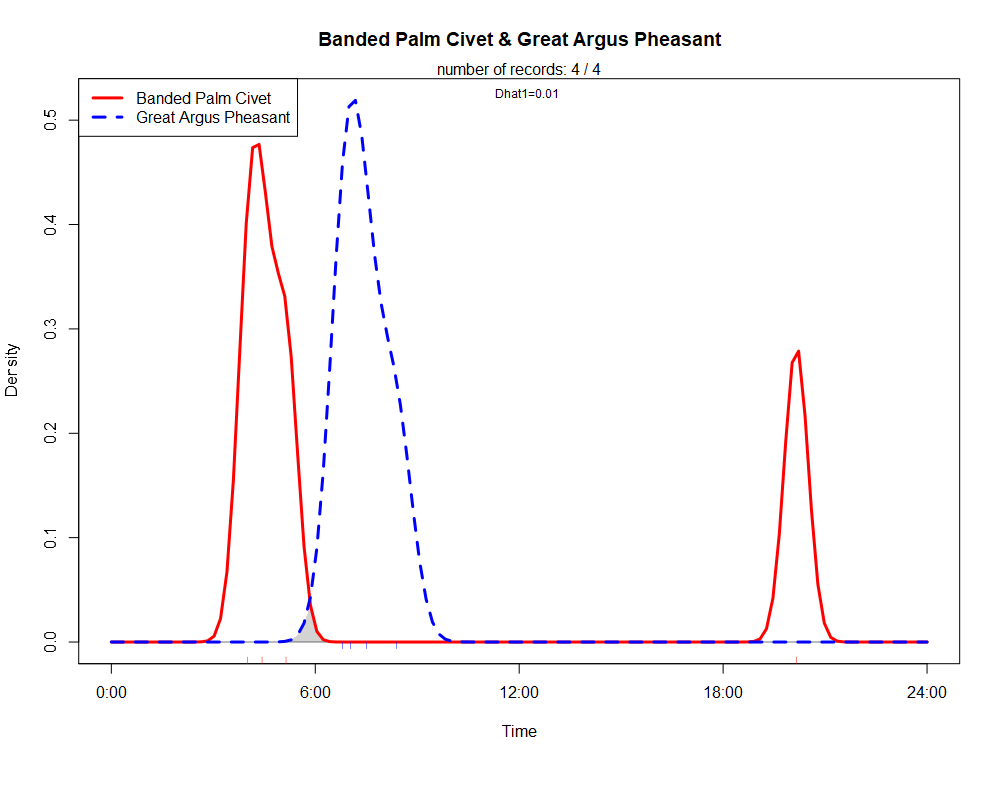 Banded Palm Civet & Great Argus Pheasant
number of records: 4 / 4
Dhat1=0.01
Banded Palm Civet
Great Argus Pheasant
Density
0.5
0.4
0.3
0.2
0.1
0.0
0:00
6:00
12:00
18:00
24:00
Time